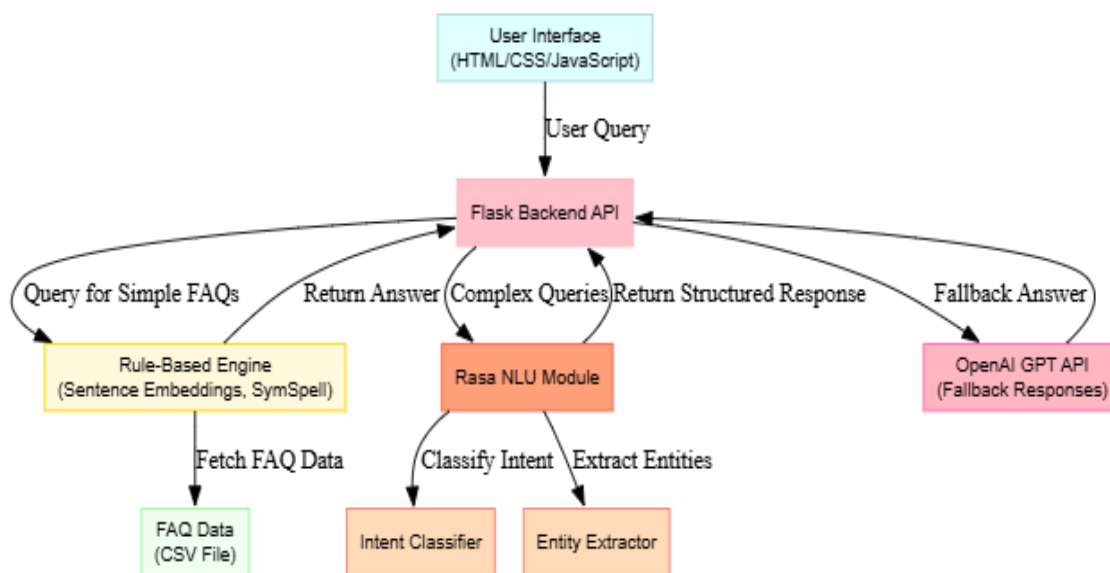 User Interface
(HTML/CSS/JavaScript)
User Query
Flask Backend API
Query for Simple FAQs
Return Answer
Complex Queries
Return Structured Response
Fallback Answer
Rule-Based Engine
(Sentence Embeddings, SymSpell)
Rasa NLU Module
OpenAI GPT API
(Fallback Responses)
Fetch FAQ Data
Classify Intent
Extract Entities
FAQ Data
(CSV File)
Intent Classifier
Entity Extractor